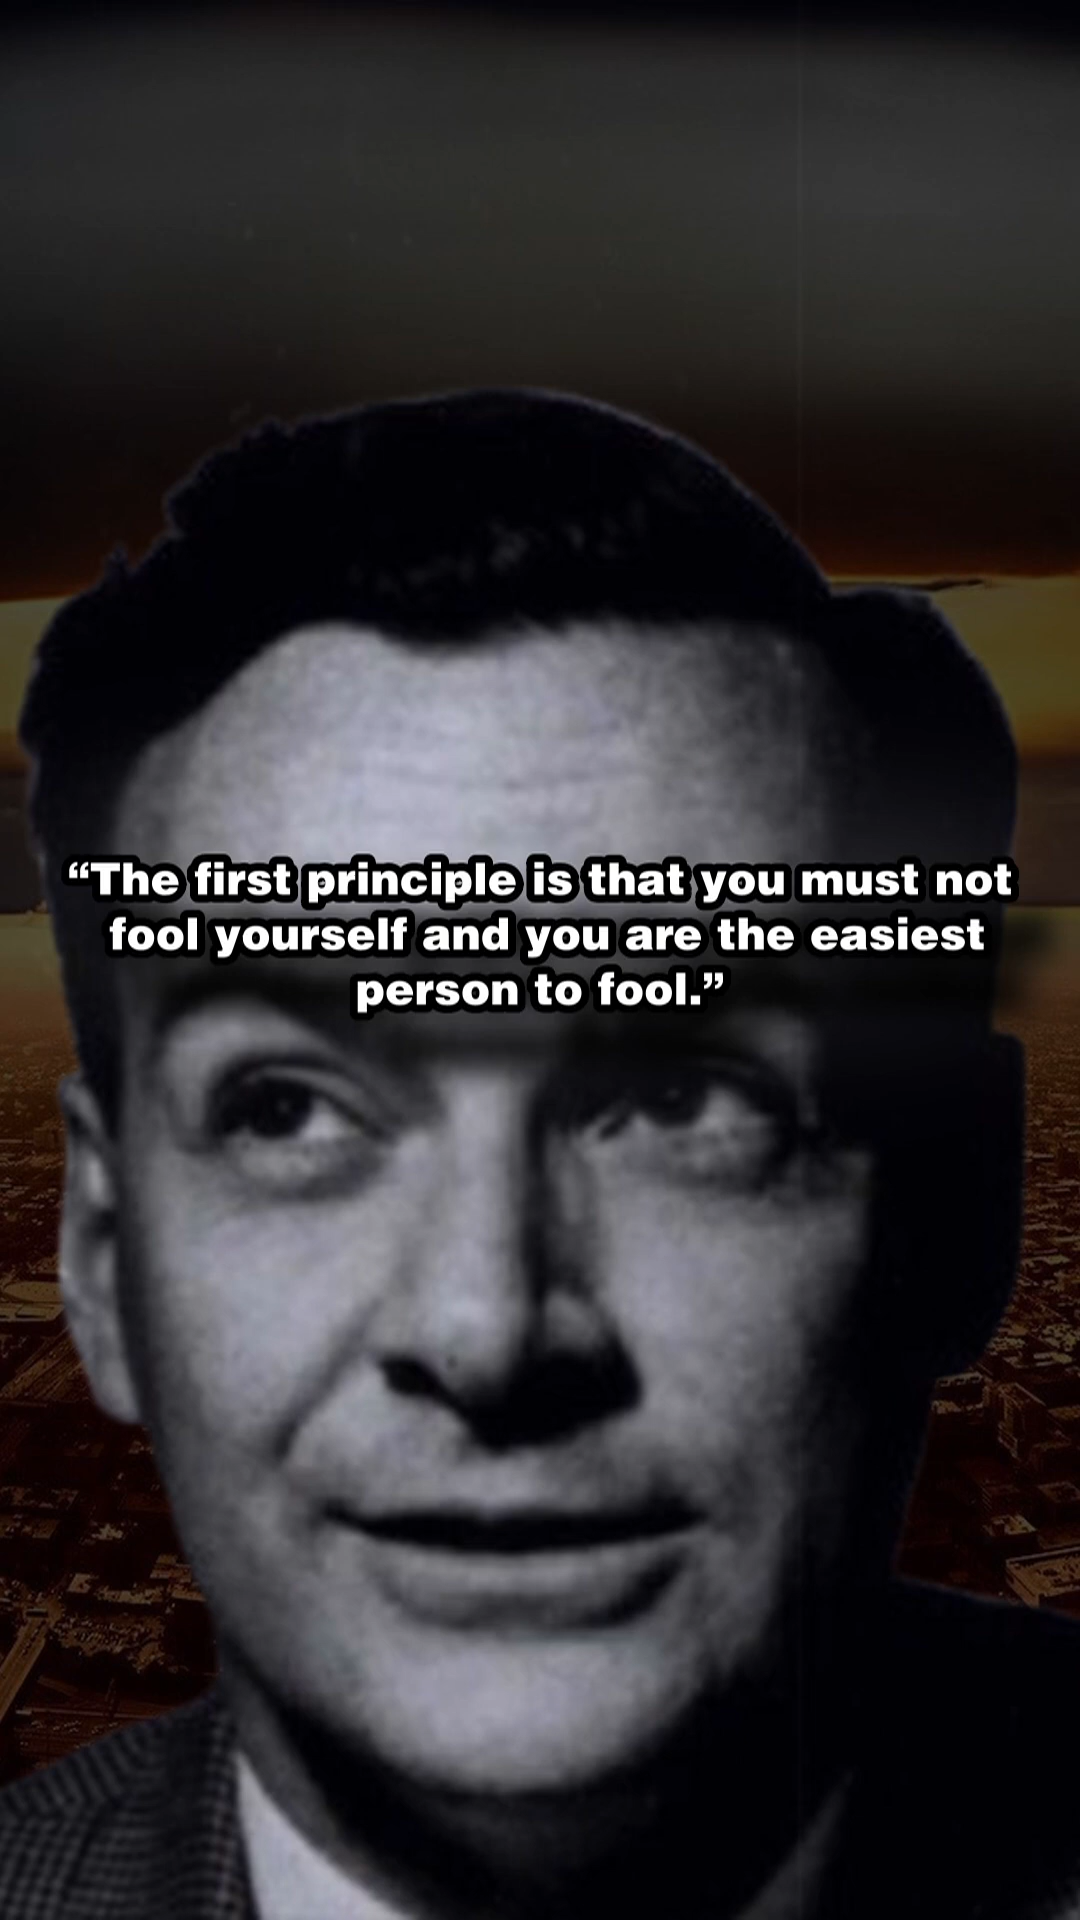 “The first principle is that you must not
fool yourself and you are the easiest
person to fool.”